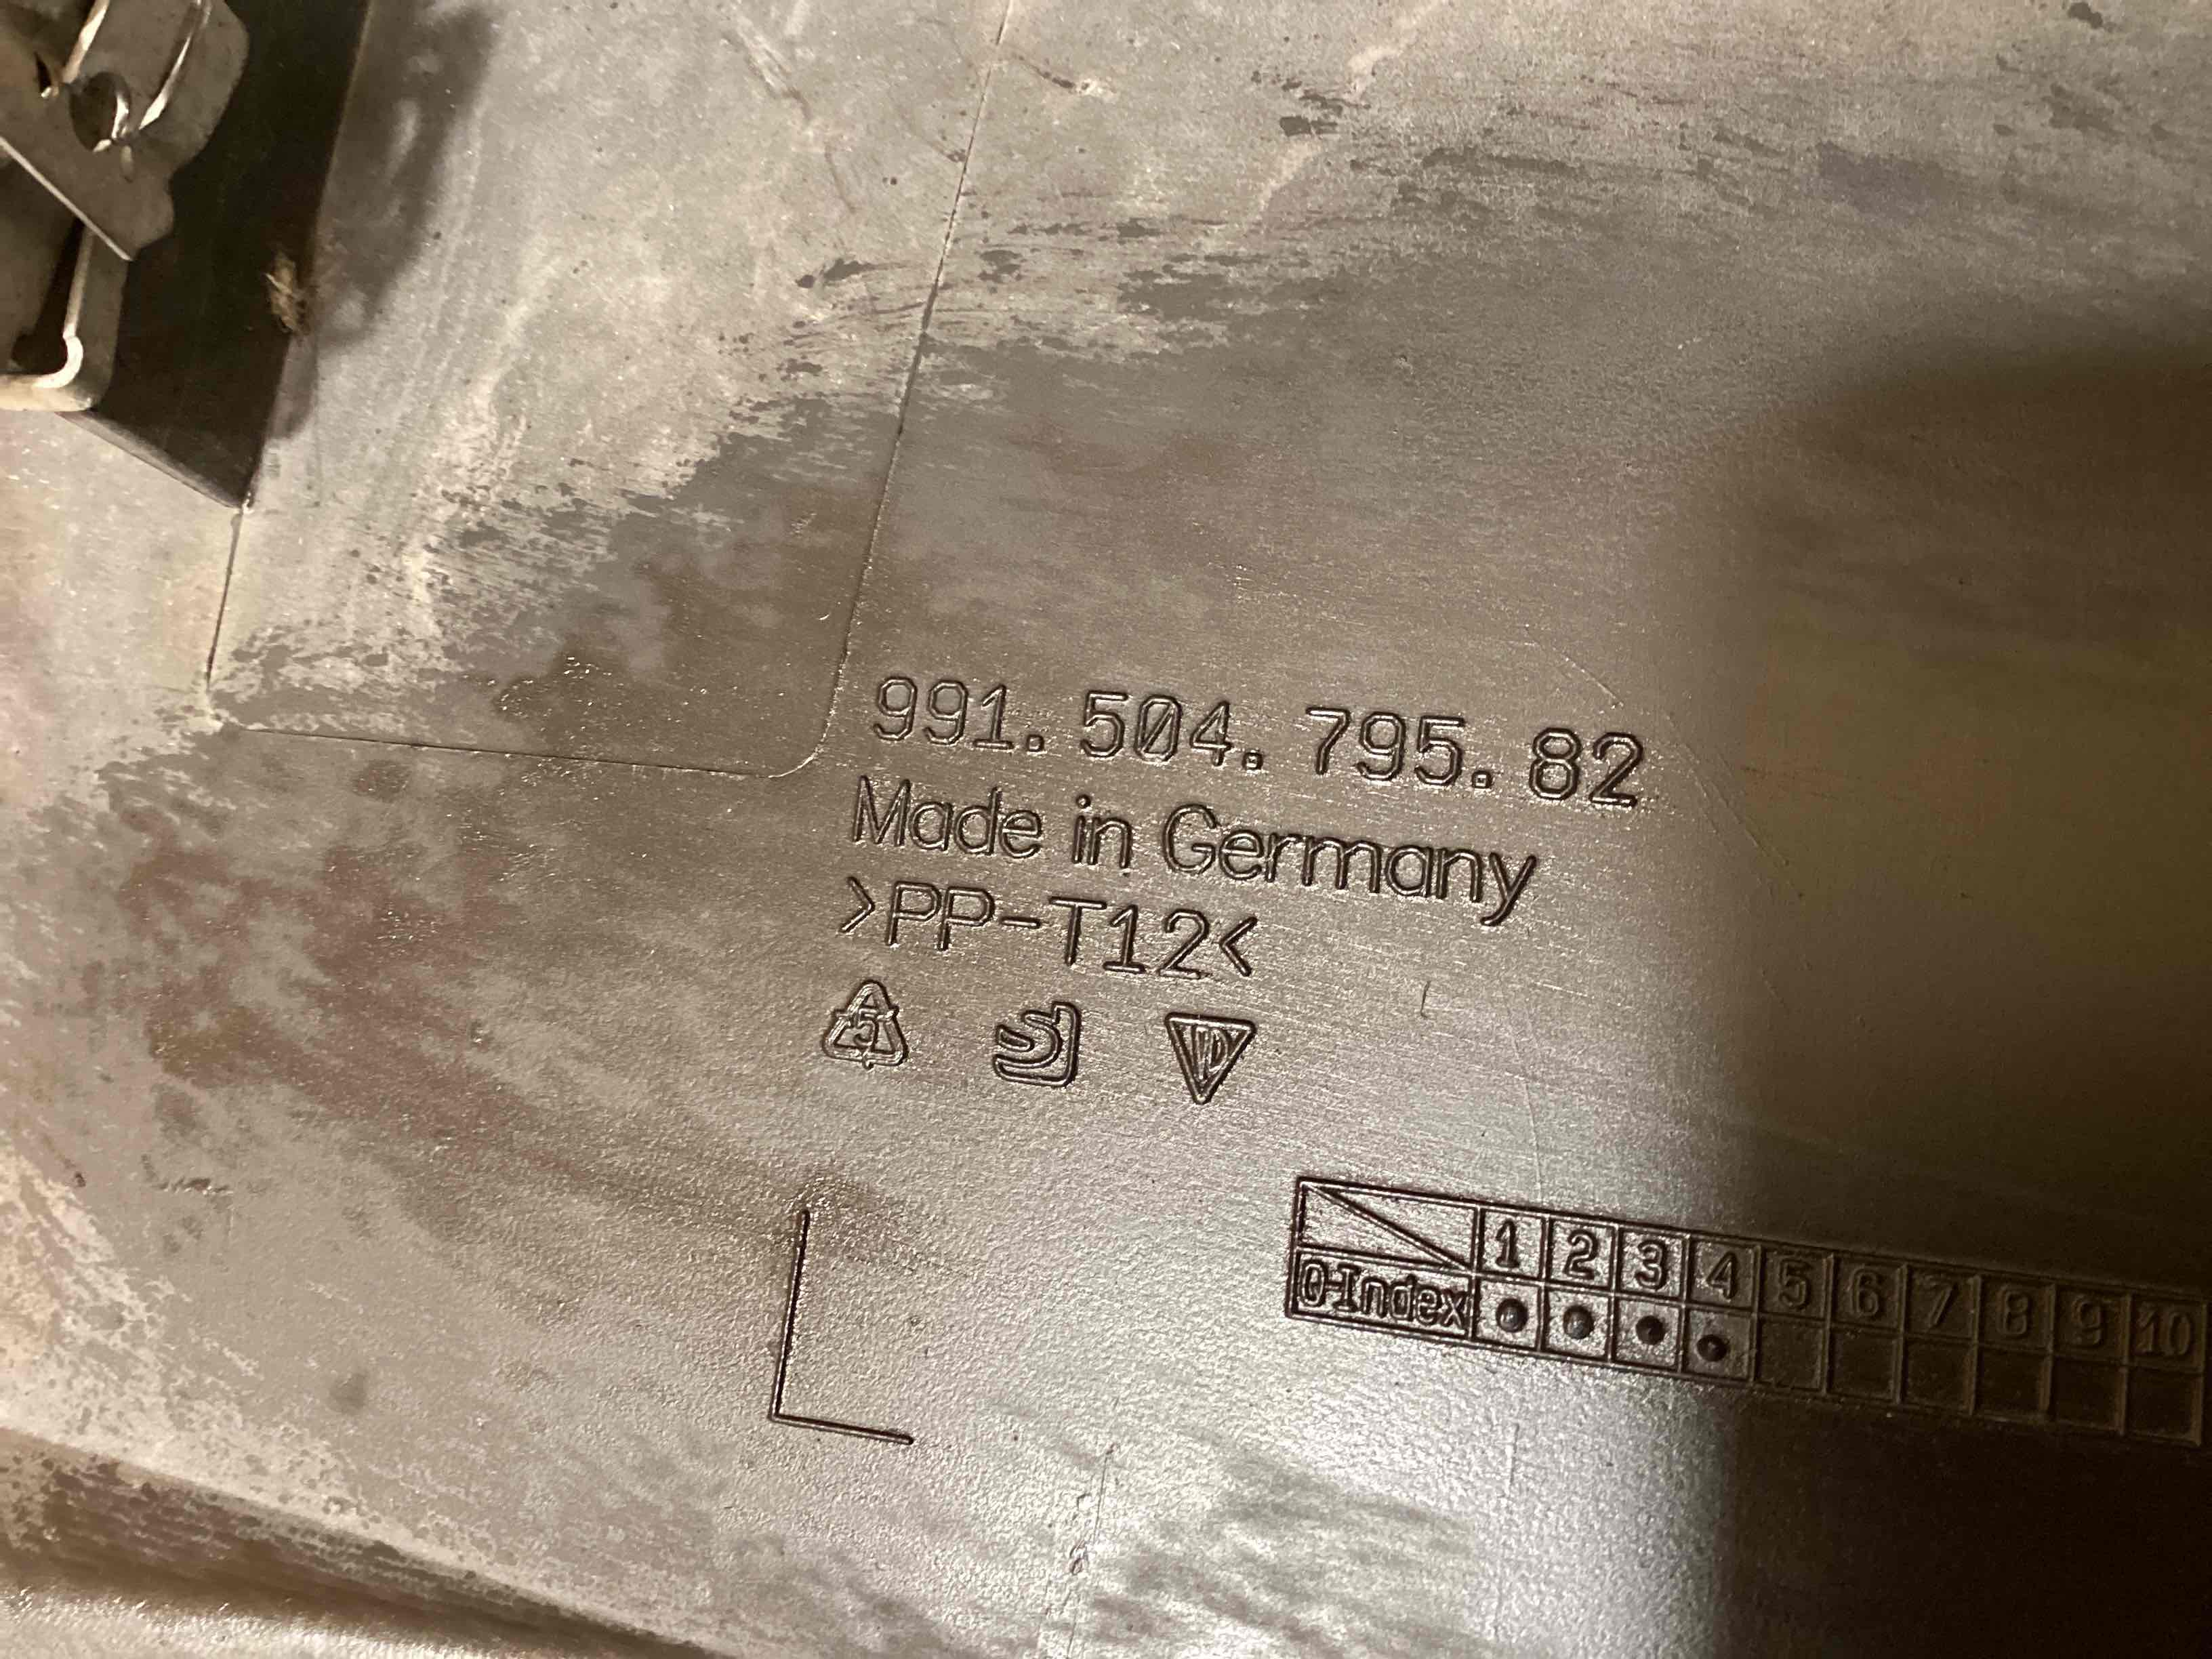 991.504.795.82
Made in Germany
>PP-T12<
5
1 2 3 4 5 6 7 8 9 10
0-Index